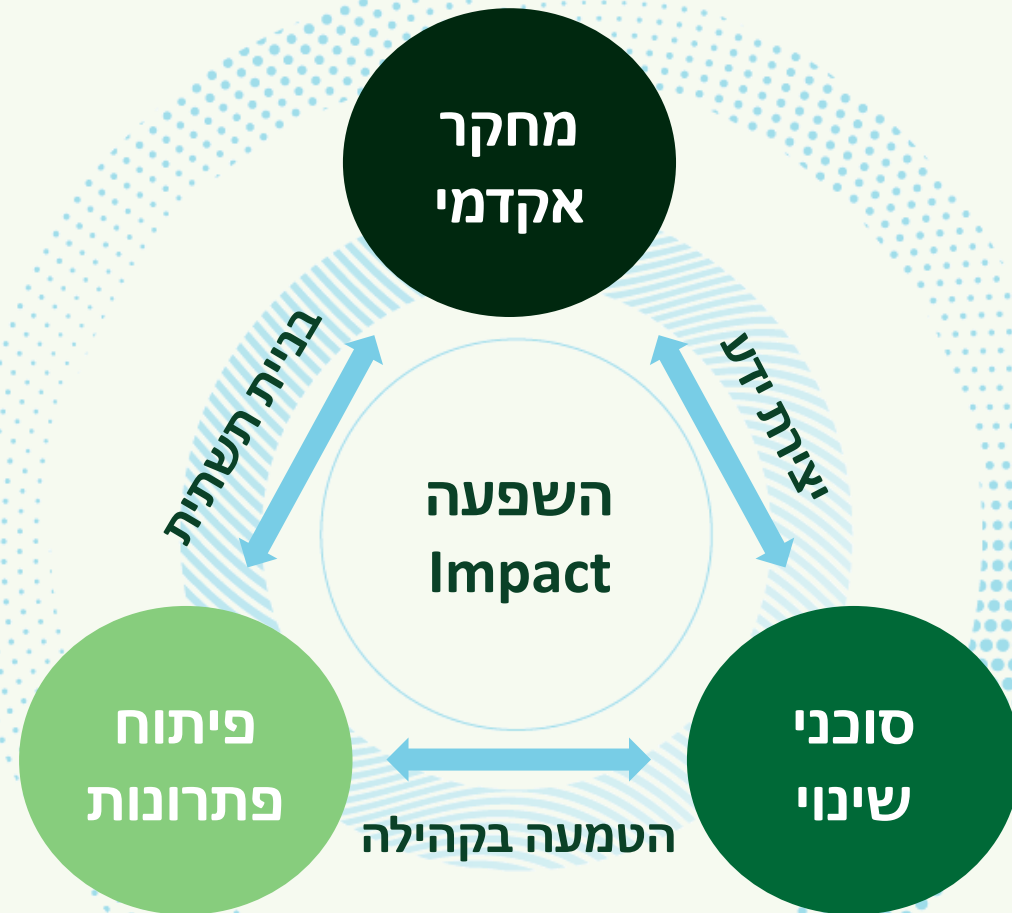 מחקר
אקדמי
יצירת ידע
בניית תשתית
השפעה
Impact
סוכני
שינוי
פיתוח
פתרונות
הטמעה בקהילה